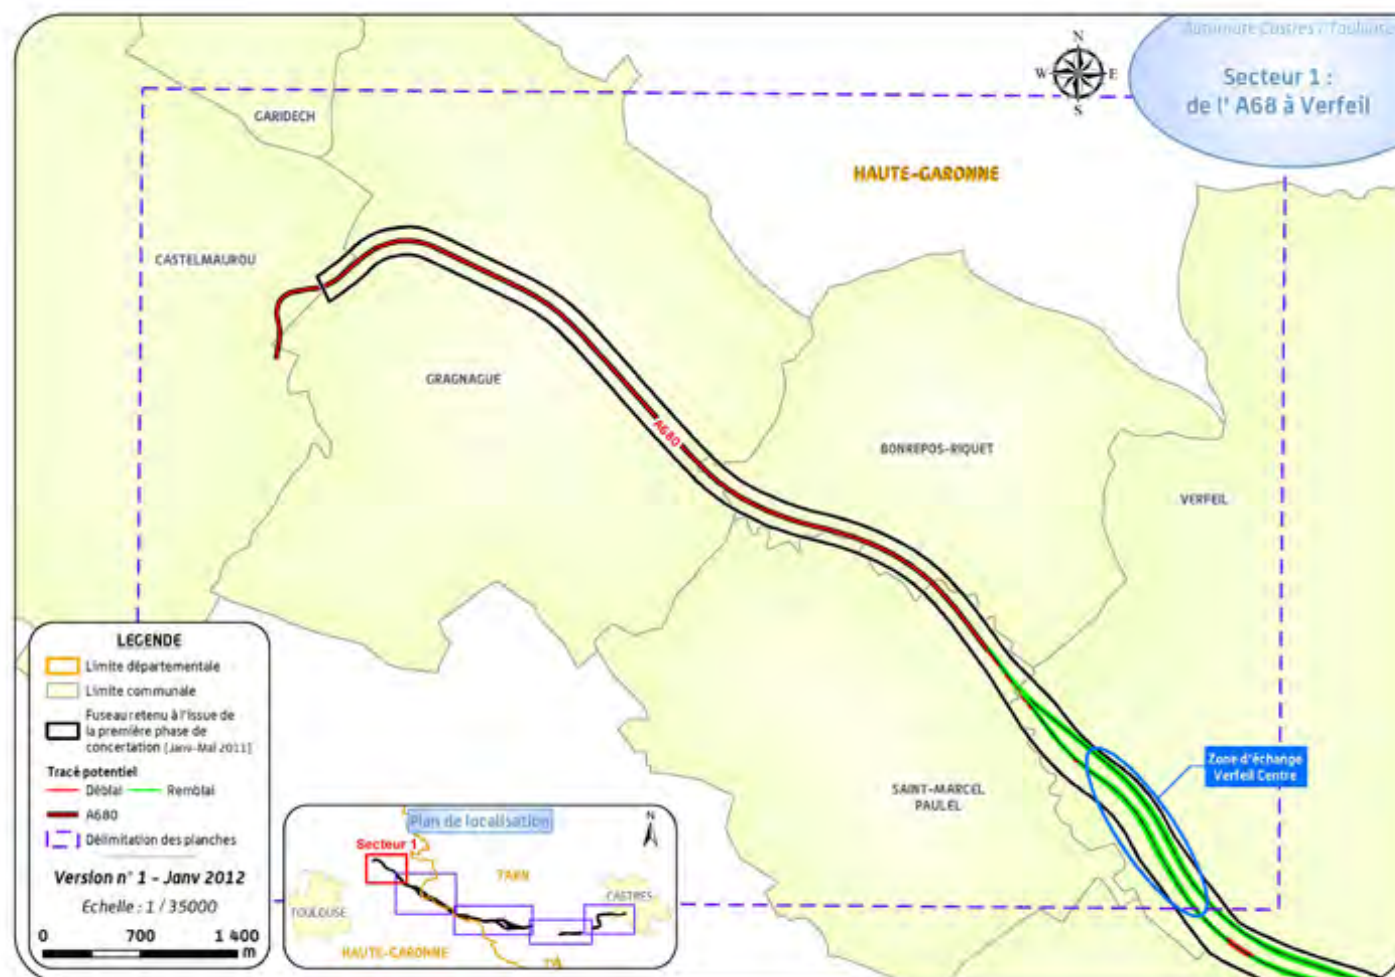 Autoroute Castres / Toulouse
Secteur 1 :
de l' A68 à Verfeil
N
W
E
S
GARIDECH
HAUTE-GARONNE
CASTELMAUROU
GRAGNAGUE
A680
BONREPOS-RIQUET
VERFEIL
SAINT-MARCEL
PAULEL
Zone d'échange
Verfeil Centre
LEGENDE
Limite départementale
Limite communale
Fuseau retenu à l'issue de
la première phase de
concertation (Janv-Mai 2011)
Tracé potentiel
Déblai
Remblai
A680
Délimitation des planches
Version n° 1 - Janv 2012
Echelle : 1 / 35000
0
700
1 400
m
Plan de localisation
N
Secteur 1
TARN
TOULOUSE
CASTRES
HAUTE-GARONNE